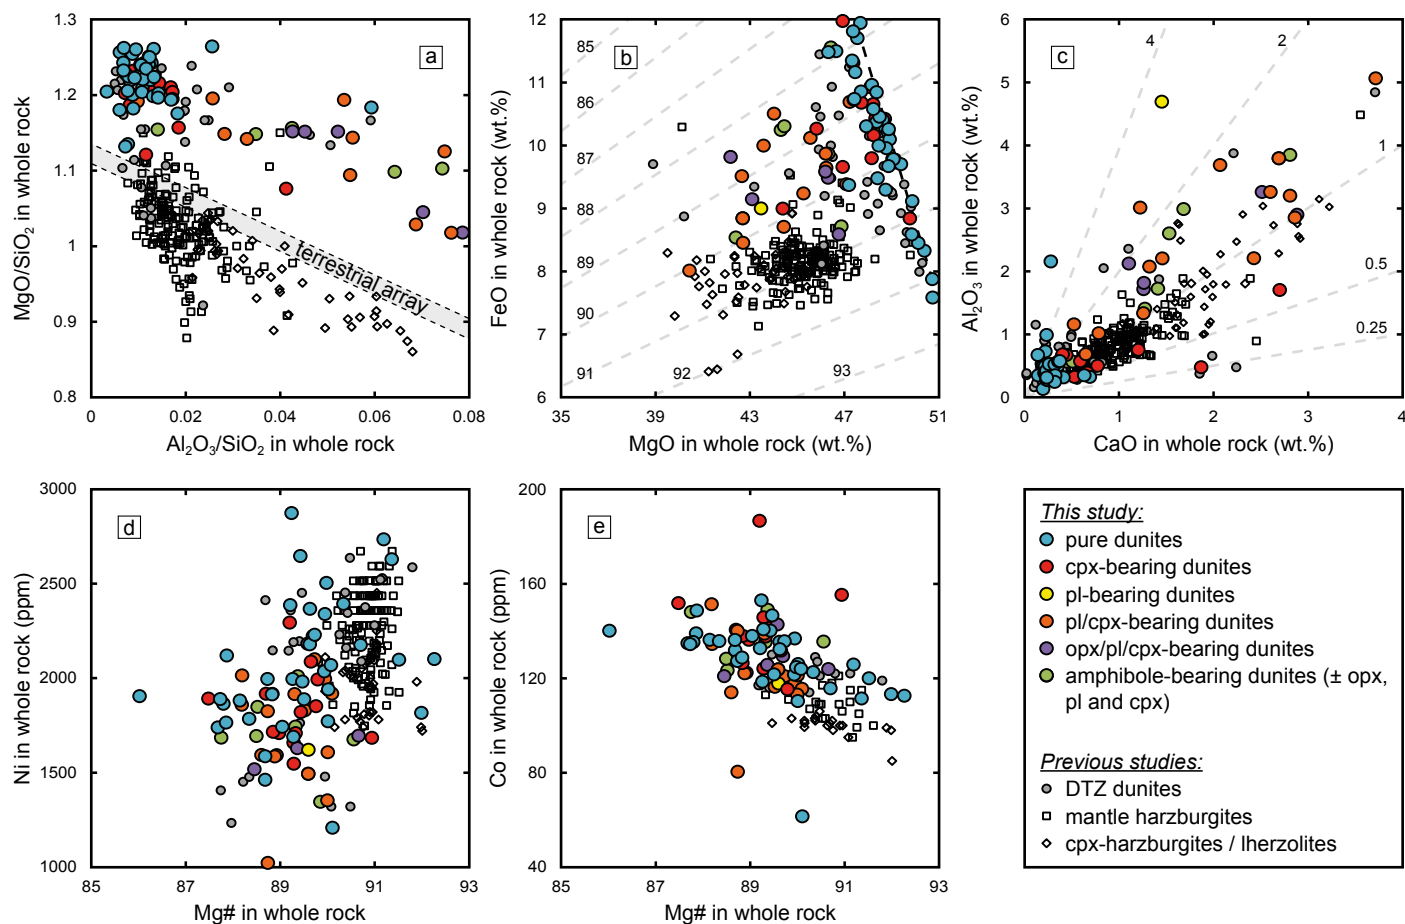 1.3
1.2
1.1
1
0.9
0.8
0
0.02
0.04
0.06
0.08
MgO/SiO₂ in whole rock
Al₂O₃/SiO₂ in whole rock
a
terrestrial array
12
11
10
9
8
7
6
35
39
43
47
51
FeO in whole rock (wt.%)
MgO in whole rock (wt.%)
b
85
86
87
88
89
90
91
92
93
6
5
4
3
2
1
0
0
1
2
3
4
Al₂O₃ in whole rock (wt.%)
CaO in whole rock (wt.%)
c
4
2
1
0.5
0.25
3000
2500
2000
1500
1000
85
87
89
91
93
Ni in whole rock (ppm)
Mg# in whole rock
d
200
160
120
80
40
85
87
89
91
93
Co in whole rock (ppm)
Mg# in whole rock
e
This study:
pure dunites
cpx-bearing dunites
pl-bearing dunites
pl/cpx-bearing dunites
opx/pl/cpx-bearing dunites
amphibole-bearing dunites (± opx,
pl and cpx)
Previous studies:
DTZ dunites
mantle harzburgites
cpx-harzburgites / lherzolites